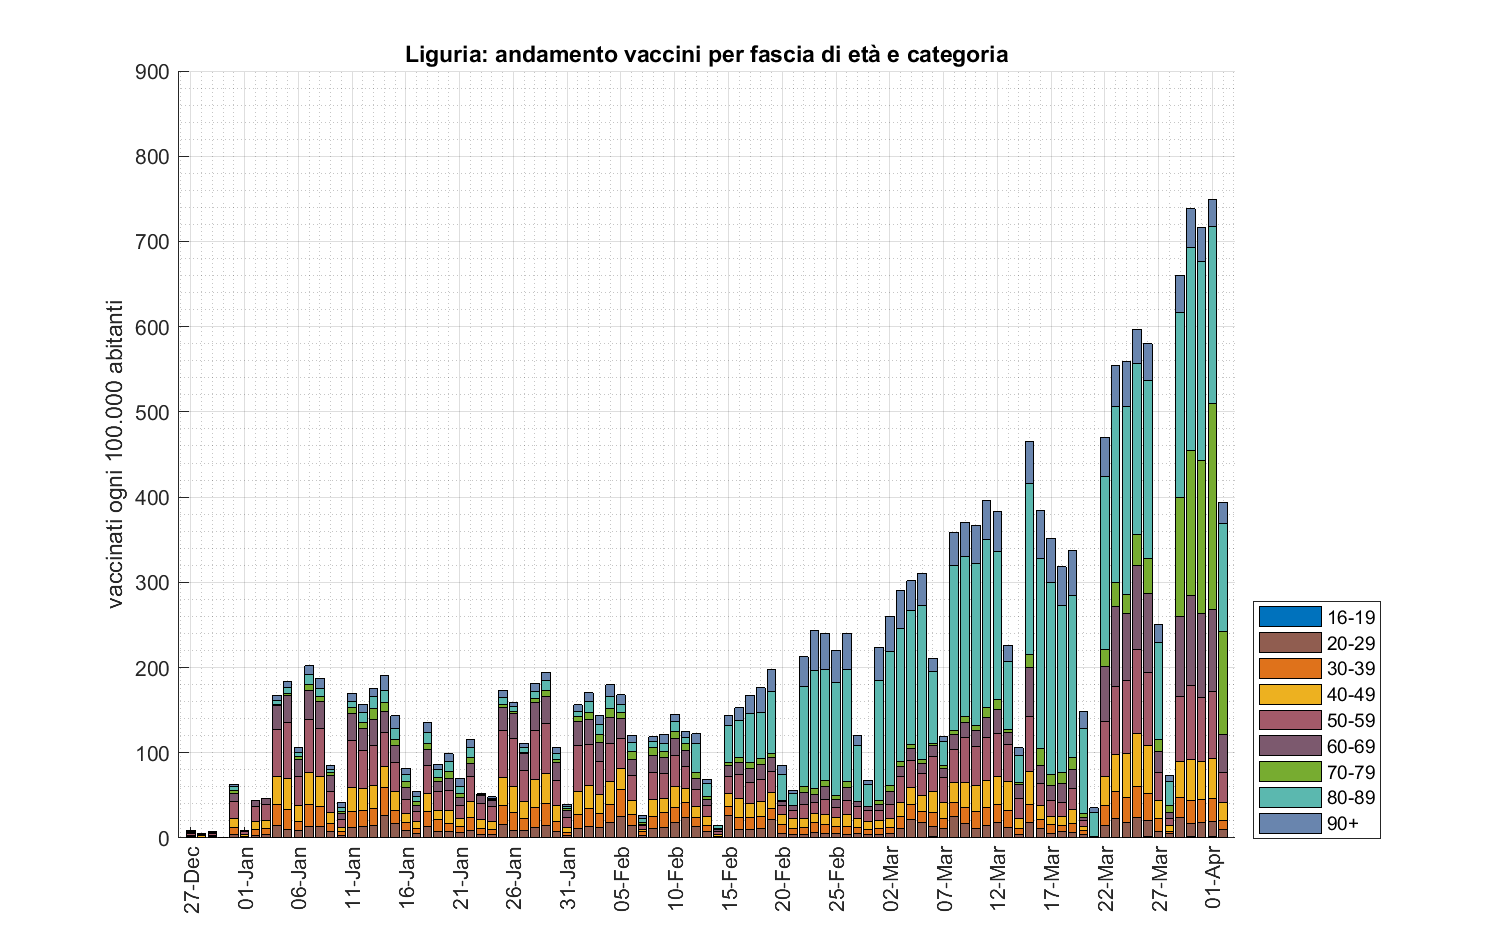 Liguria: andamento vaccini per fascia di età e categoria
vaccinati ogni 100.000 abitanti
900
800
700
600
500
400
300
200
100
0
27-Dec
01-Jan
06-Jan
11-Jan
16-Jan
21-Jan
26-Jan
31-Jan
05-Feb
10-Feb
15-Feb
20-Feb
25-Feb
02-Mar
07-Mar
12-Mar
17-Mar
22-Mar
27-Mar
01-Apr
16-19
20-29
30-39
40-49
50-59
60-69
70-79
80-89
90+